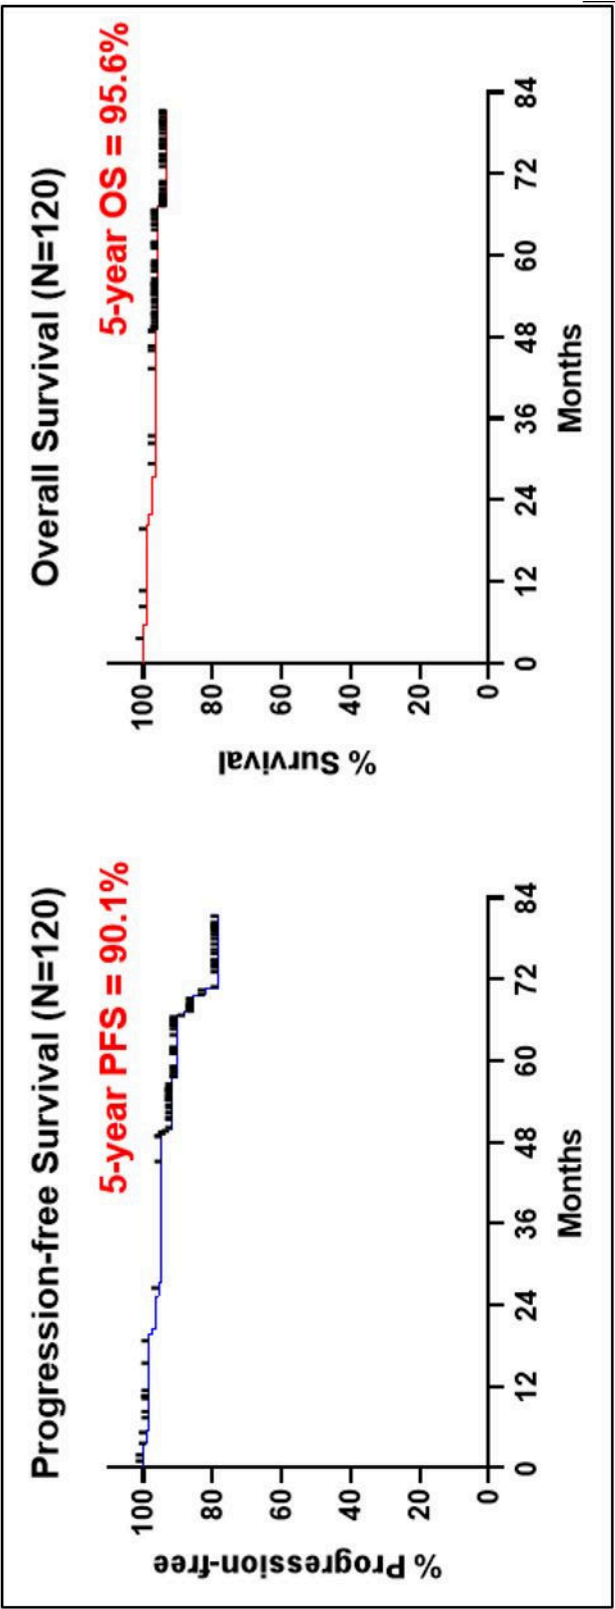 Progression-free Survival (N=120)
5-year PFS = 90.1%
% Progression-free
100
80
60
40
20
0
0 12 24 36 48 60 72 84
Months
Overall Survival (N=120)
5-year OS = 95.6%
% Survival
100
80
60
40
20
0
0 12 24 36 48 60 72 84
Months